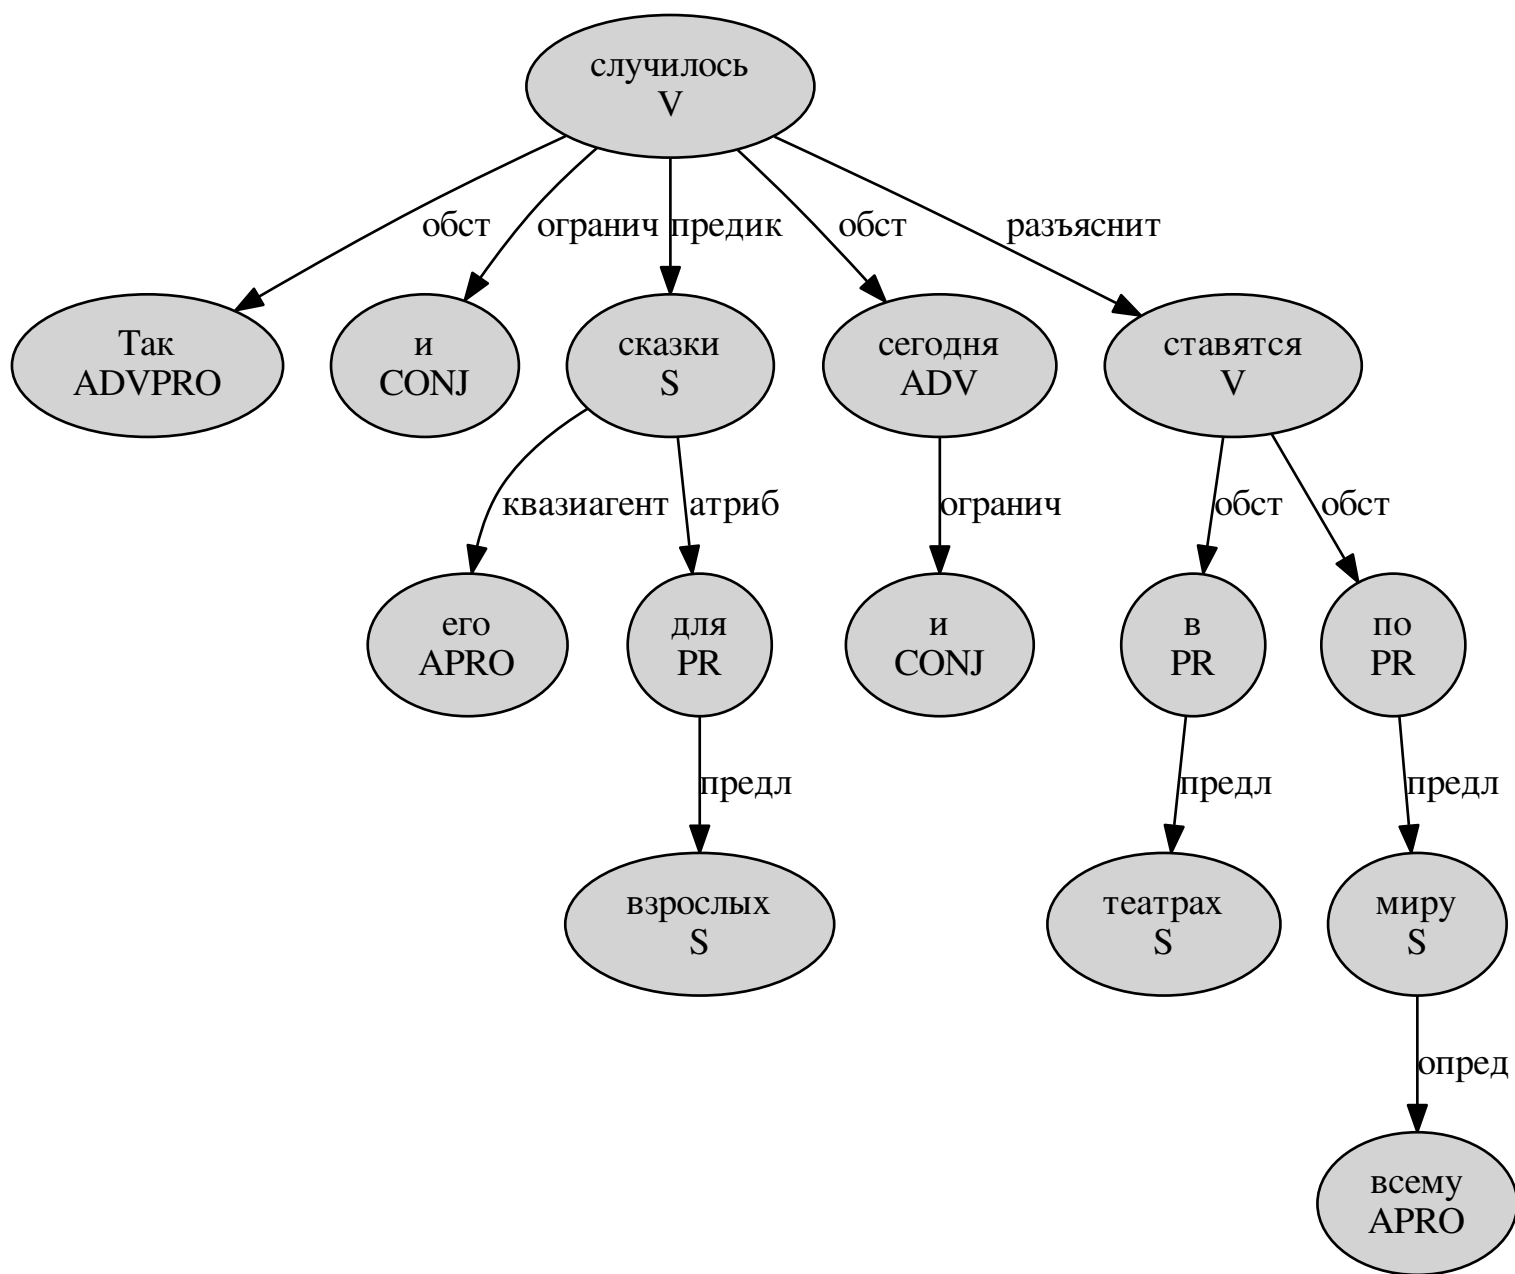 случилось
V
обст
огранич
предик
обст
разъяснит
Так
ADVPRO
и
CONJ
сказки
S
сегодня
ADV
ставятся
V
квазиагент
атриб
огранич
обст
обст
его
APRO
для
PR
и
CONJ
в
PR
по
PR
предл
предл
предл
взрослых
S
театрах
S
миру
S
опред
всему
APRO